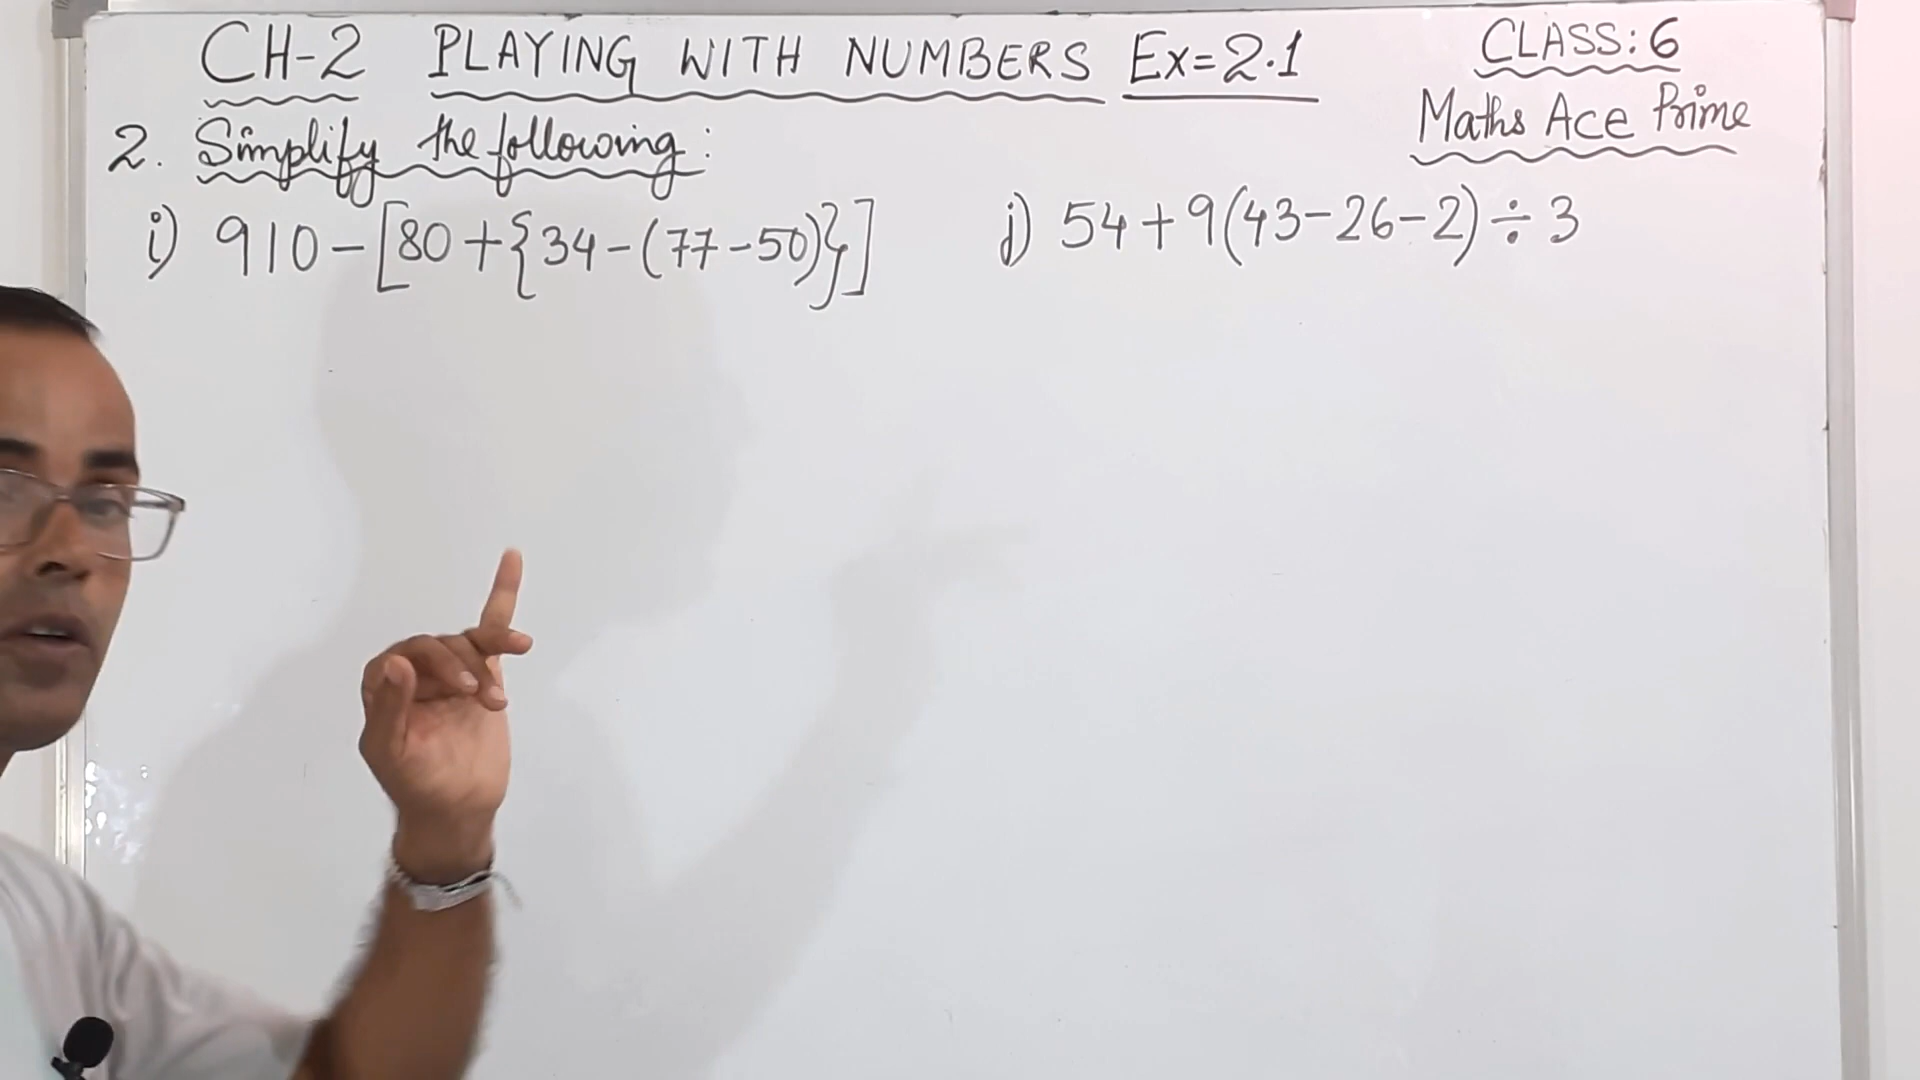 CH-2 PLAYING WITH NUMBERS Ex=2.1
CLASS:6
Maths Ace Prime
2. Simplify the following:
i) 910-[80+{34-(77-50)}]
j) 54+9(43-26-2)÷3